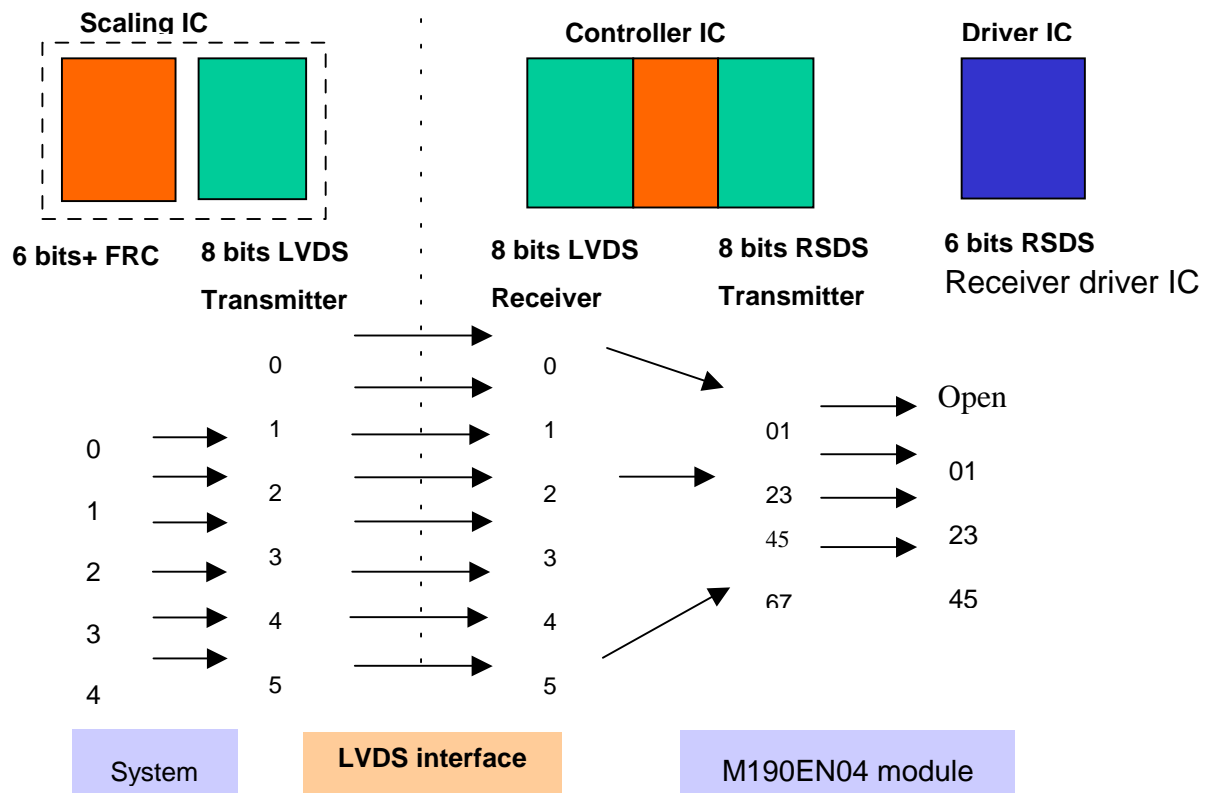 Scaling IC
Controller IC
Driver IC
6 bits+ FRC
8 bits LVDS
Transmitter
8 bits LVDS
Receiver
8 bits RSDS
Transmitter
6 bits RSDS
Receiver driver IC
0
1
2
3
4
0
1
2
3
4
5
0
1
2
3
4
5
01
23
45
67
Open
01
23
45
System
LVDS interface
M190EN04 module